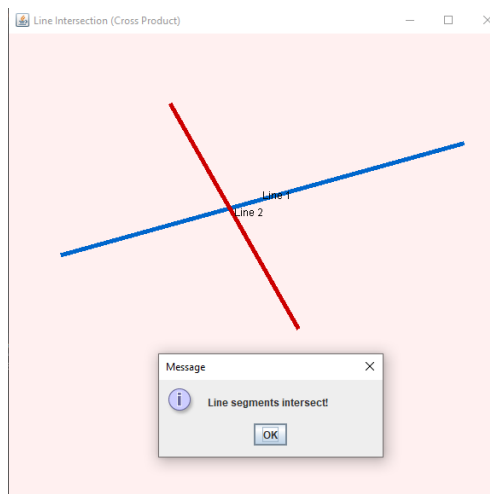 Line Intersection (Cross Product)
Line 1
Line 2
Message
Line segments intersect!
OK